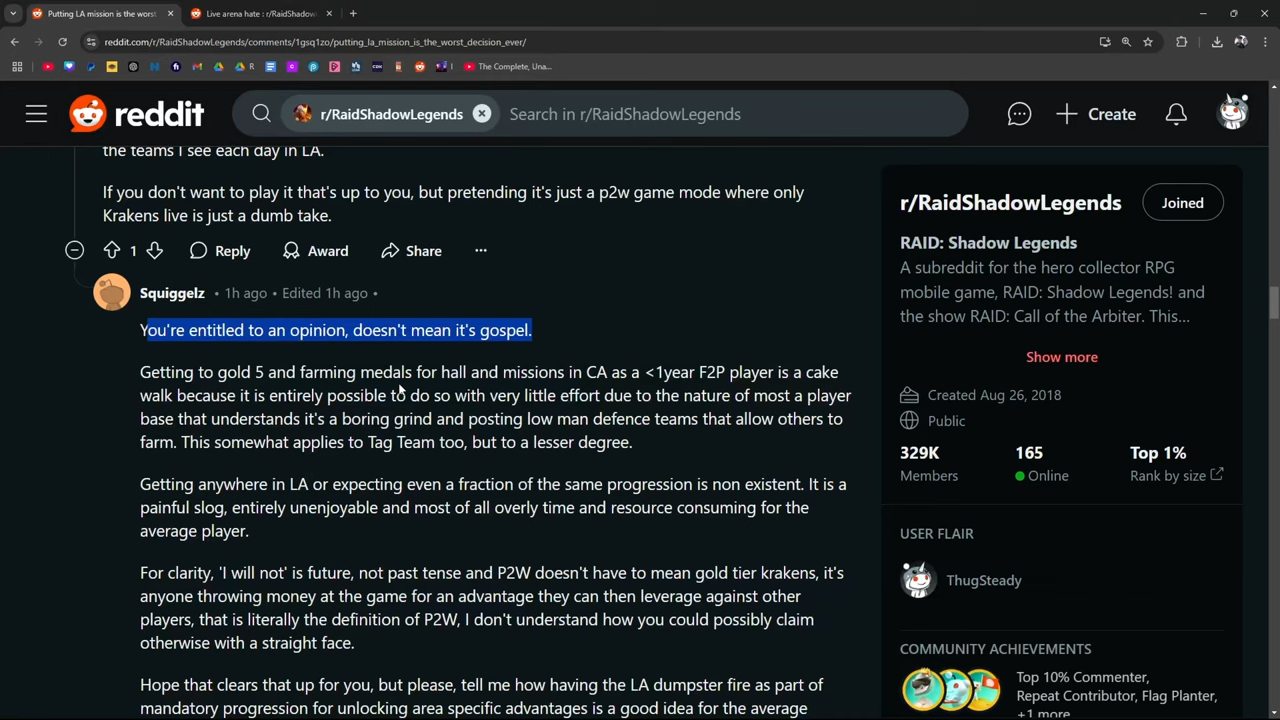 Putting LA mission is the worst
Live arena hate : r/RaidShadowL
reddit.com/r/RaidShadowLegends/comments/1gsq1zo/putting_la_mission_is_the_worst_decision_ever/
The Complete, Una...
reddit
r/RaidShadowLegends
Search in r/RaidShadowLegends
Create
the teams I see each day in LA.
If you don't want to play it that's up to you, but pretending it's just a p2w game mode where only
Krakens live is just a dumb take.
1
Reply
Award
Share
Squiggelz • 1h ago • Edited 1h ago •
You're entitled to an opinion, doesn't mean it's gospel.
Getting to gold 5 and farming medals for hall and missions in CA as a <1year F2P player is a cake
walk because it is entirely possible to do so with very little effort due to the nature of most a player
base that understands it's a boring grind and posting low man defence teams that allow others to
farm. This somewhat applies to Tag Team too, but to a lesser degree.
Getting anywhere in LA or expecting even a fraction of the same progression is non existent. It is a
painful slog, entirely unenjoyable and most of all overly time and resource consuming for the
average player.
For clarity, 'I will not' is future, not past tense and P2W doesn't have to mean gold tier krakens, it's
anyone throwing money at the game for an advantage they can then leverage against other
players, that is literally the definition of P2W, I don't understand how you could possibly claim
otherwise with a straight face.
Hope that clears that up for you, but please, tell me how having the LA dumpster fire as part of
mandatory progression for unlocking area specific advantages is a good idea for the average
r/RaidShadowLegends
Joined
RAID: Shadow Legends
A subreddit for the hero collector RPG
mobile game, RAID: Shadow Legends! and
the show RAID: Call of the Arbiter. This...
Show more
Created Aug 26, 2018
Public
329K 165 Top 1%
Members Online Rank by size
USER FLAIR
ThugSteady
COMMUNITY ACHIEVEMENTS
Top 10% Commenter,
Repeat Contributor, Flag Planter,
+1 more